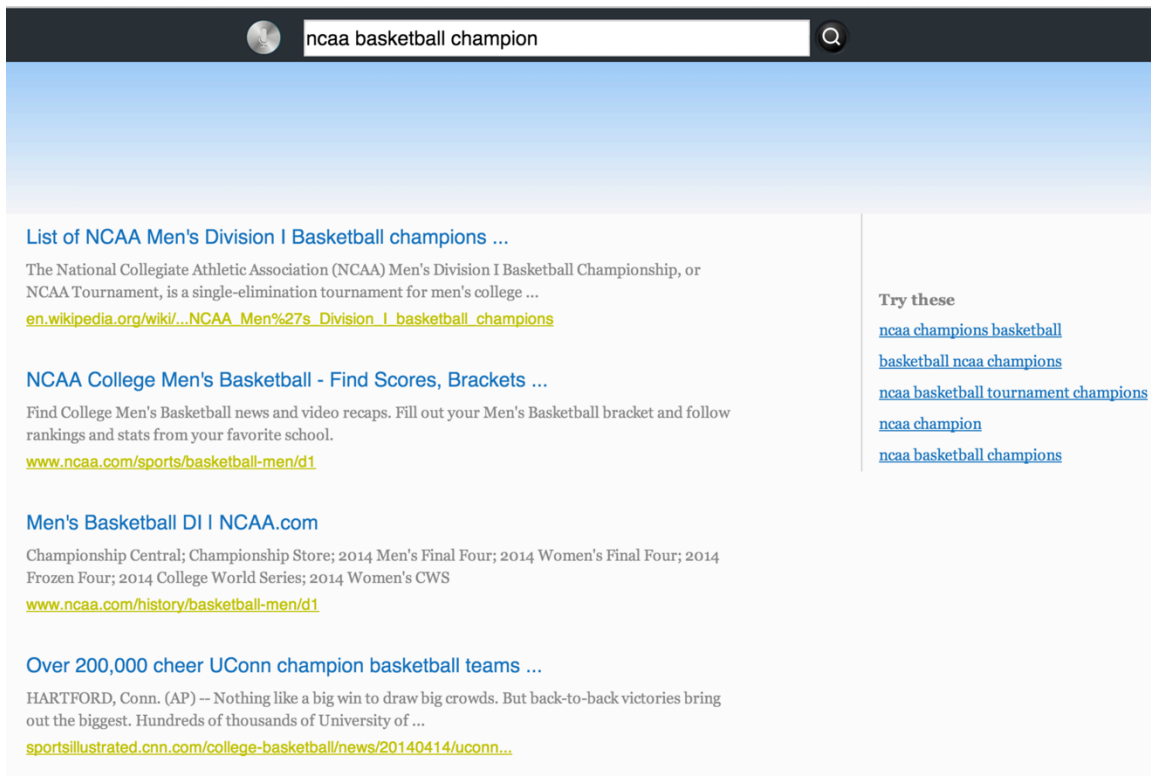 ncaa basketball champion
List of NCAA Men's Division I Basketball champions ...
The National Collegiate Athletic Association (NCAA) Men's Division I Basketball Championship, or
NCAA Tournament, is a single-elimination tournament for men's college ...
en.wikipedia.org/wiki/...NCAA_Men%27s_Division_I_basketball_champions
NCAA College Men's Basketball - Find Scores, Brackets ...
Find College Men's Basketball news and video recaps. Fill out your Men's Basketball bracket and follow
rankings and stats from your favorite school.
www.ncaa.com/sports/basketball-men/d1
Men's Basketball DI | NCAA.com
Championship Central; Championship Store; 2014 Men's Final Four; 2014 Women's Final Four; 2014
Frozen Four; 2014 College World Series; 2014 Women's CWS
www.ncaa.com/history/basketball-men/d1
Over 200,000 cheer UConn champion basketball teams ...
HARTFORD, Conn. (AP) -- Nothing like a big win to draw big crowds. But back-to-back victories bring
out the biggest. Hundreds of thousands of University of ...
sportsillustrated.cnn.com/college-basketball/news/20140414/uconn...
Try these
ncaa champions basketball
basketball ncaa champions
ncaa basketball tournament champions
ncaa champion
ncaa basketball champions